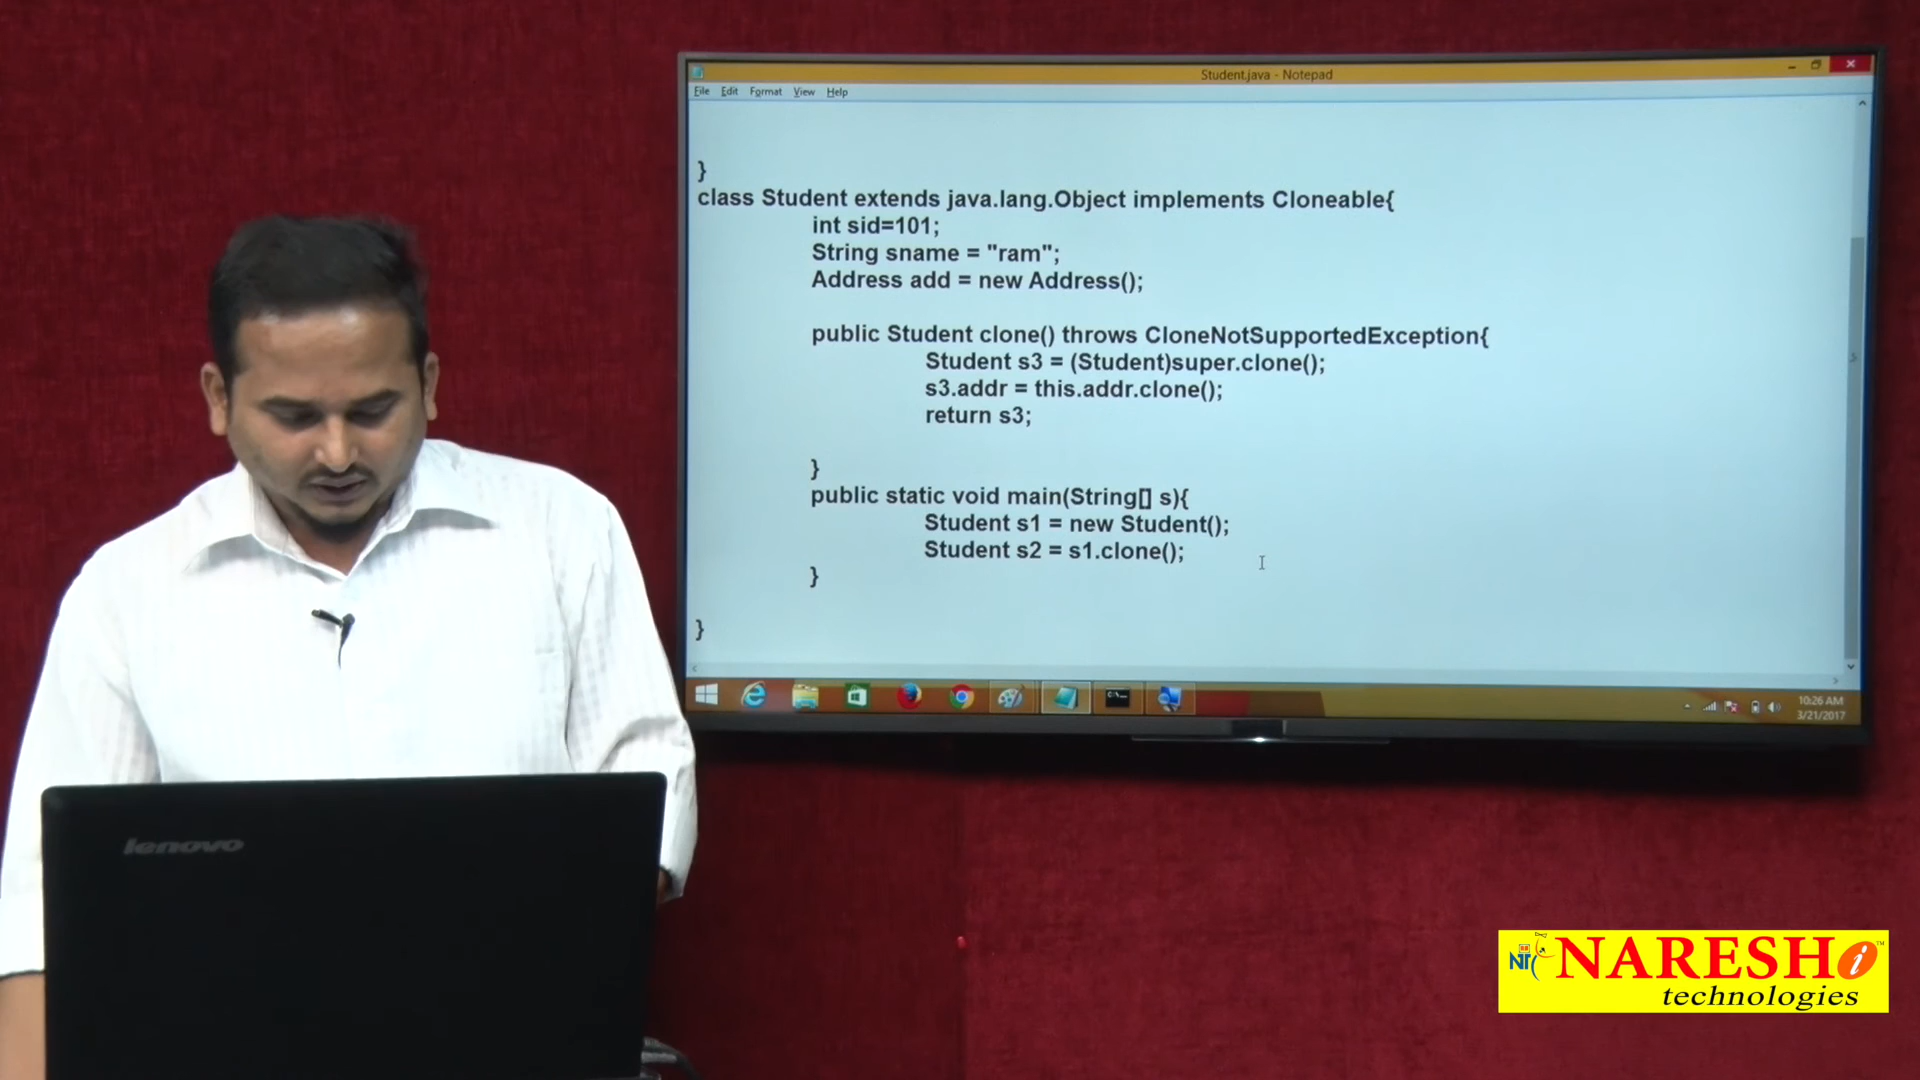 Student.java - Notepad
File Edit Format View Help
}
class Student extends java.lang.Object implements Cloneable{
int sid=101;
String sname = "ram";
Address add = new Address();
public Student clone() throws CloneNotSupportedException{
Student s3 = (Student)super.clone();
s3.addr = this.addr.clone();
return s3;
}
public static void main(String[] s){
Student s1 = new Student();
Student s2 = s1.clone();
}
}
10:26 AM
3/21/2017
lenovo
NARESH i
technologies